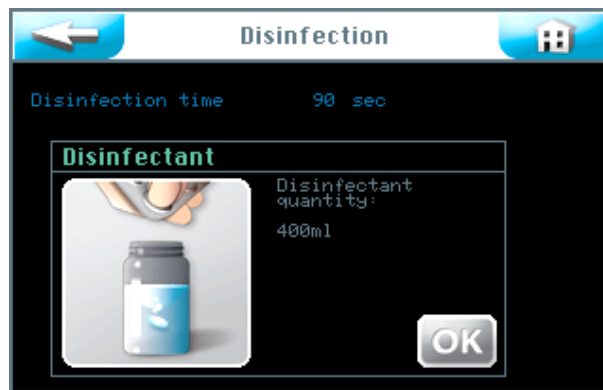 Disinfection
Disinfection time 90 sec
Disinfectant
Disinfectant
quantity:
400ml
OK